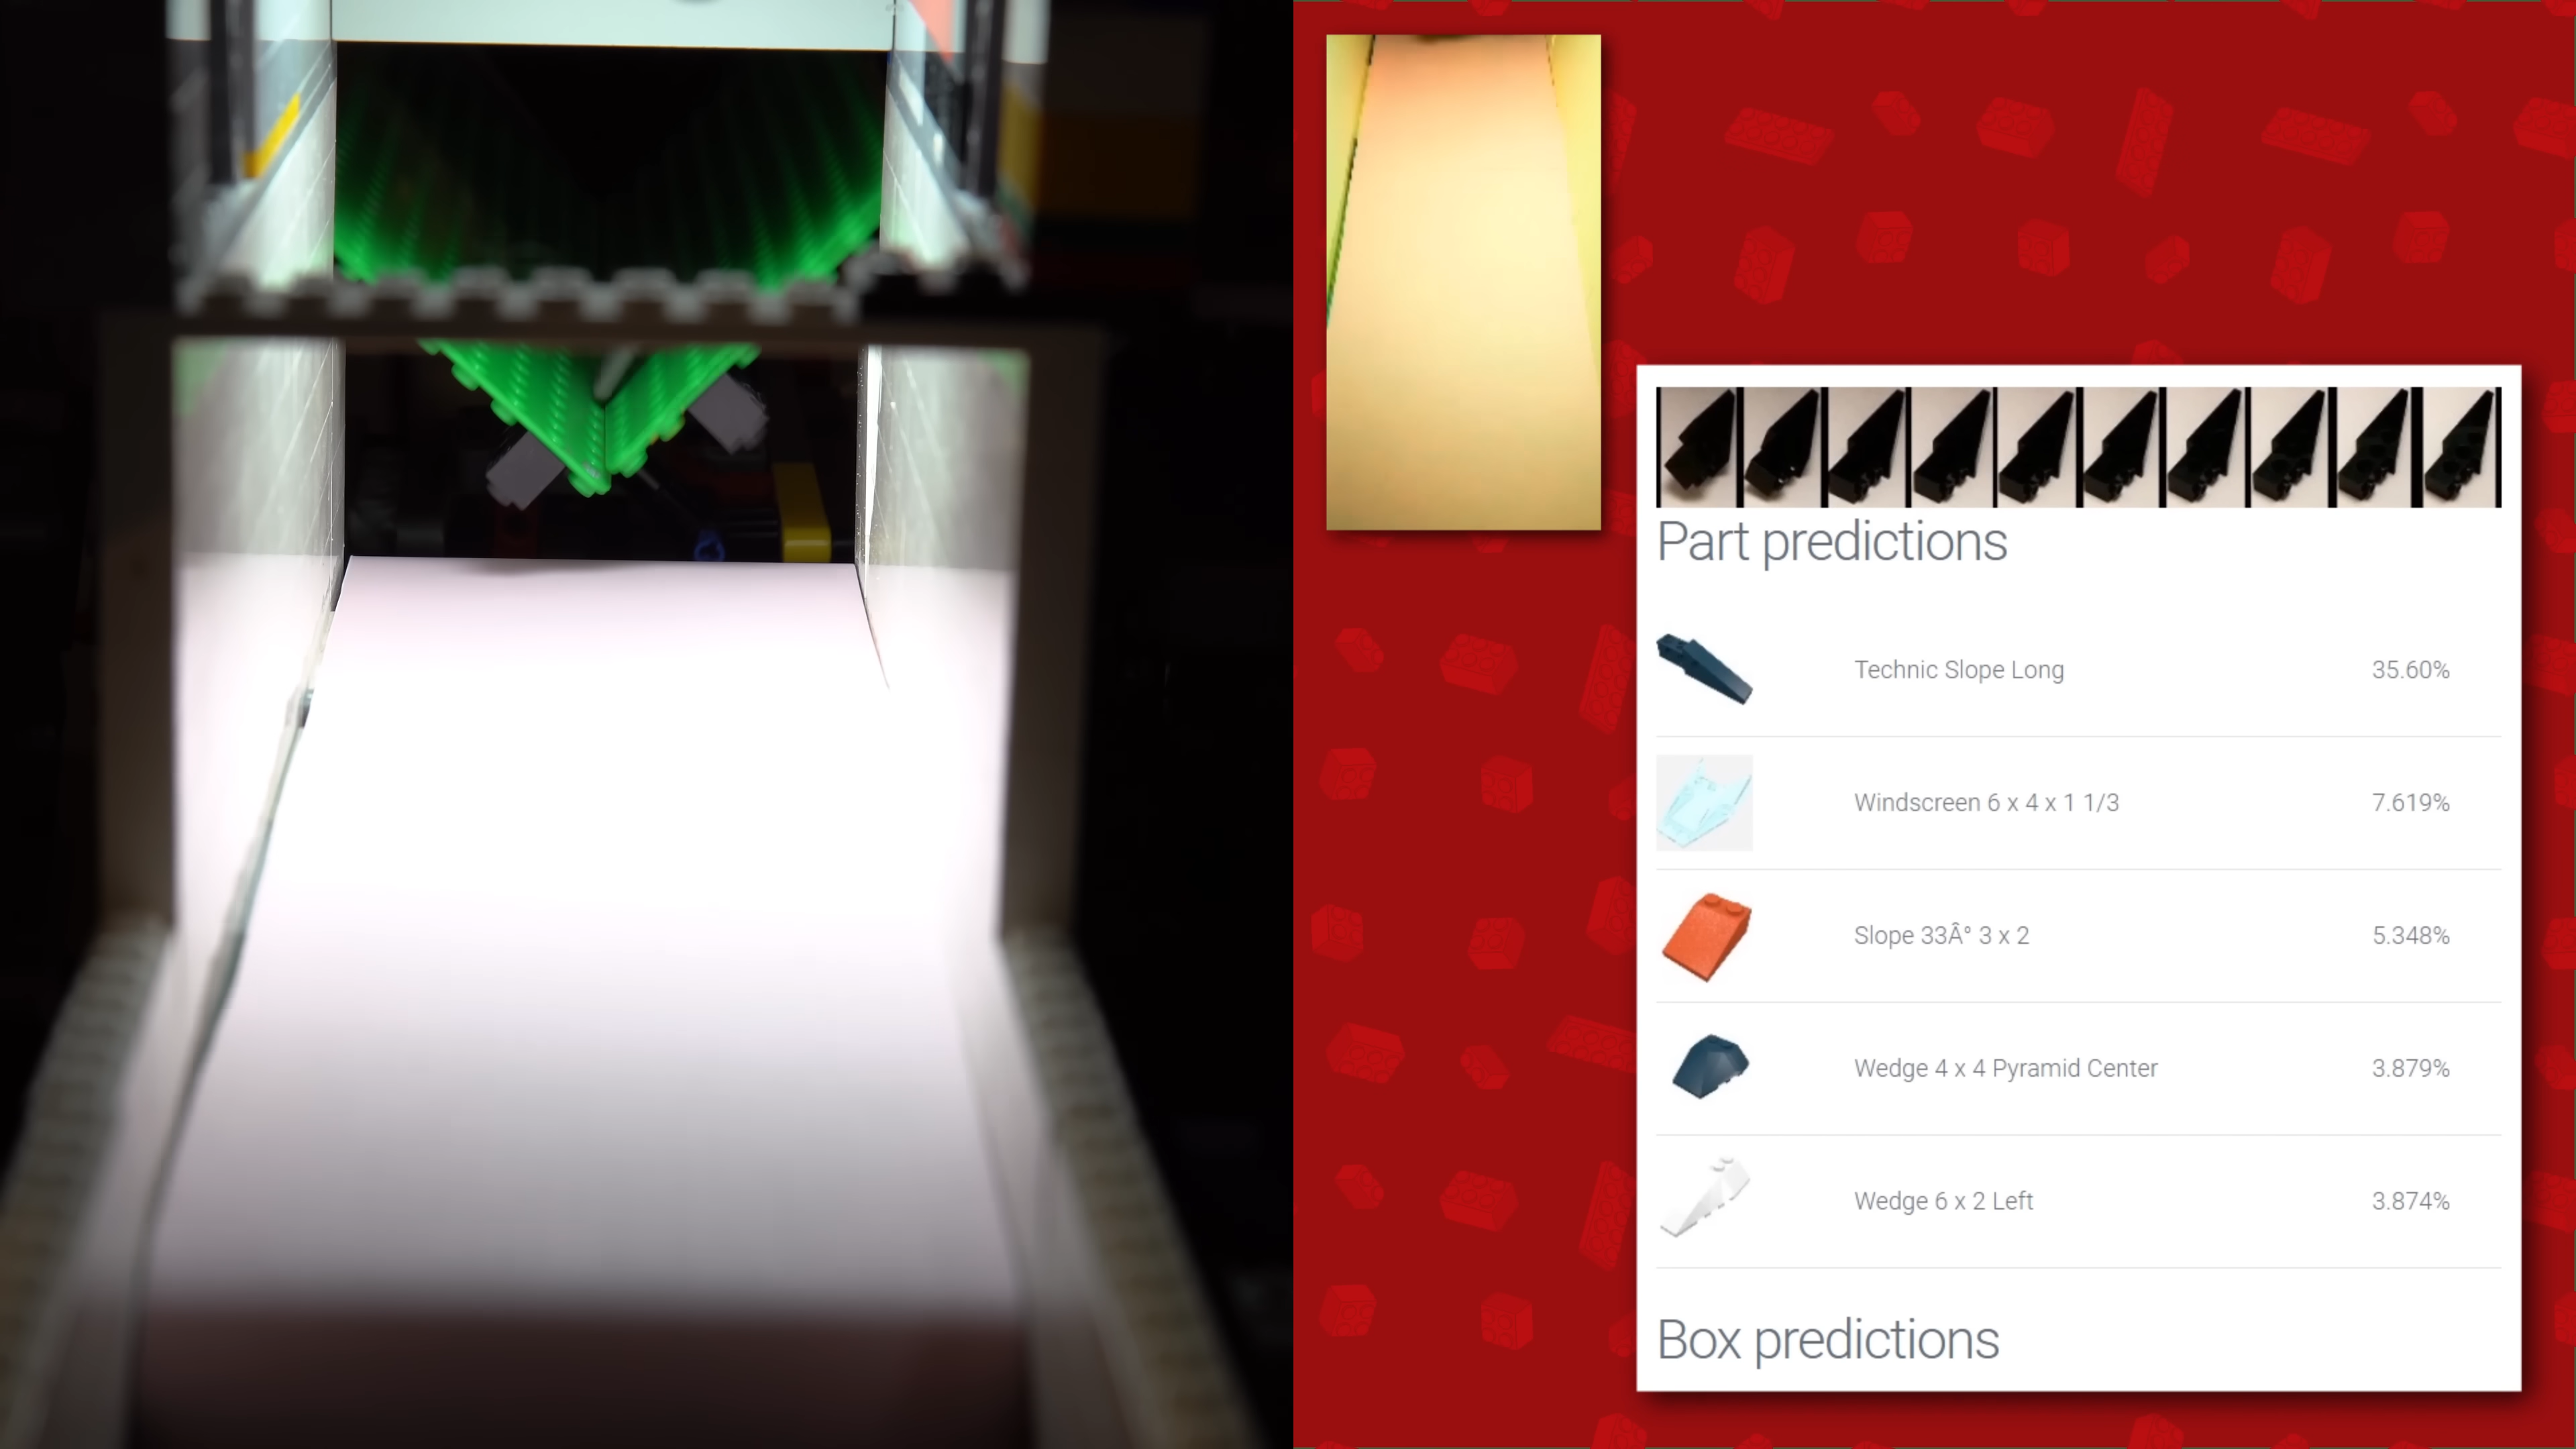 Part predictions
Technic Slope Long 35.60%
Windscreen 6 x 4 x 1 1/3 7.619%
Slope 33Â° 3 x 2 5.348%
Wedge 4 x 4 Pyramid Center 3.879%
Wedge 6 x 2 Left 3.874%
Box predictions